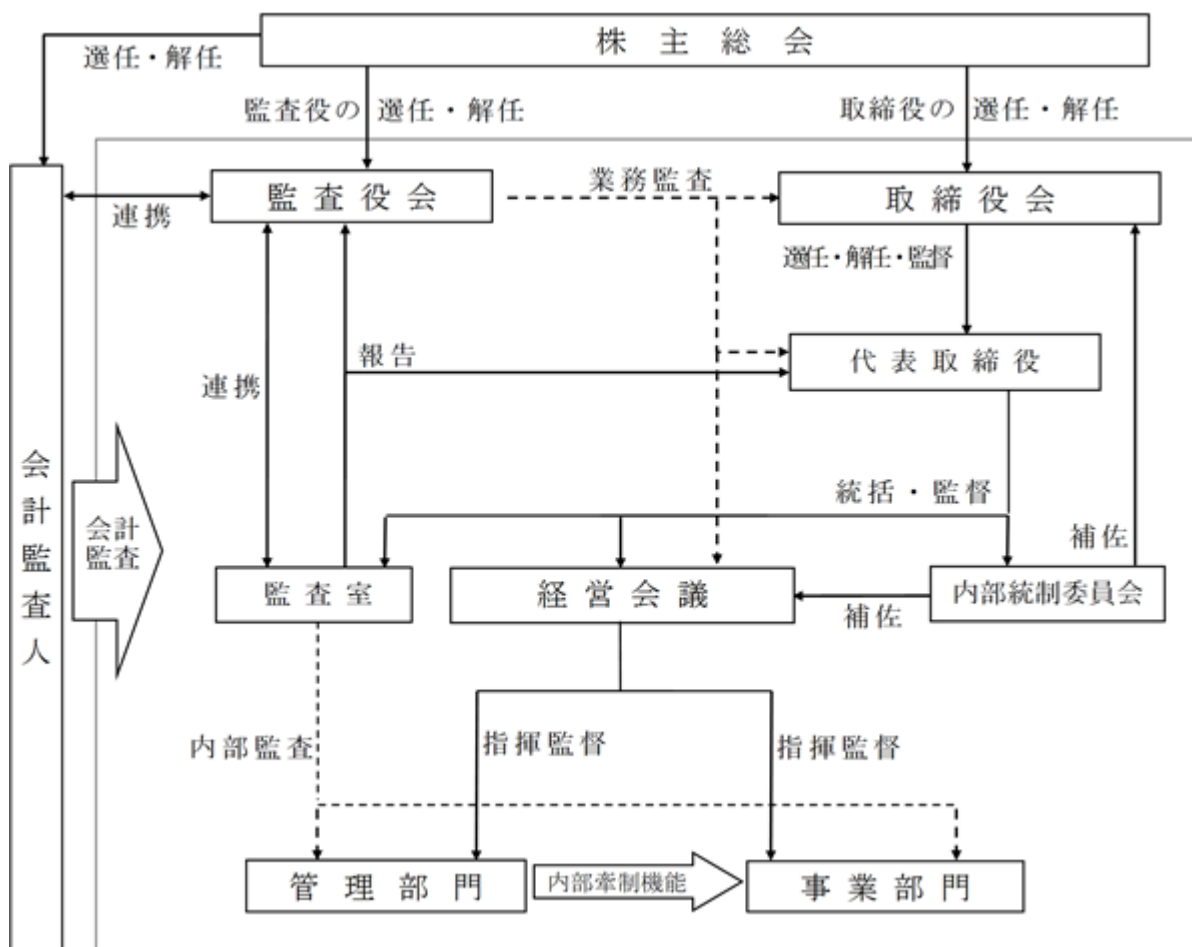 株主総会
選任・解任
監査役の 選任・解任
取締役の 選任・解任
監査役会
業務監査
取締役会
連携
選任・解任・監督
報告
代表取締役
連携
会計監査人
会計
監査
統括・監督
補佐
監査室
経営会議
内部統制委員会
補佐
内部監査
指揮監督
指揮監督
管理部門
内部牽制機能
事業部門